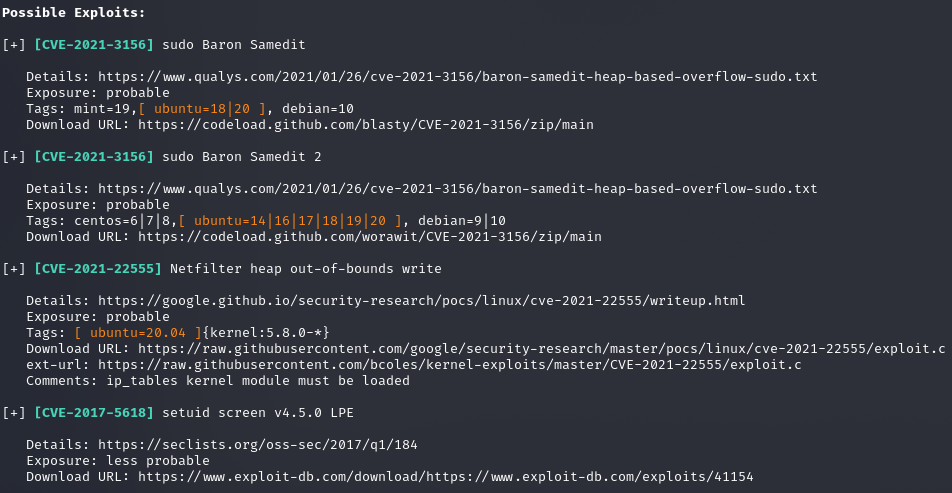 Possible Exploits:
[+] [CVE-2021-3156] sudo Baron Samedit
Details: https://www.qualys.com/2021/01/26/cve-2021-3156/baron-samedit-heap-based-overflow-sudo.txt
Exposure: probable
Tags: mint=19,[ ubuntu=18|20 ], debian=10
Download URL: https://codeload.github.com/blasty/CVE-2021-3156/zip/main
[+] [CVE-2021-3156] sudo Baron Samedit 2
Details: https://www.qualys.com/2021/01/26/cve-2021-3156/baron-samedit-heap-based-overflow-sudo.txt
Exposure: probable
Tags: centos=6|7|8,[ ubuntu=14|16|17|18|19|20 ], debian=9|10
Download URL: https://codeload.github.com/worawit/CVE-2021-3156/zip/main
[+] [CVE-2021-22555] Netfilter heap out-of-bounds write
Details: https://google.github.io/security-research/pocs/linux/cve-2021-22555/writeup.html
Exposure: probable
Tags: [ ubuntu=20.04 ]{kernel:5.8.0-*}
Download URL: https://raw.githubusercontent.com/google/security-research/master/pocs/linux/cve-2021-22555/exploit.c
ext-url: https://raw.githubusercontent.com/bcoles/kernel-exploits/master/CVE-2021-22555/exploit.c
Comments: ip_tables kernel module must be loaded
[+] [CVE-2017-5618] setuid screen v4.5.0 LPE
Details: https://seclists.org/oss-sec/2017/q1/184
Exposure: less probable
Download URL: https://www.exploit-db.com/download/https://www.exploit-db.com/exploits/41154